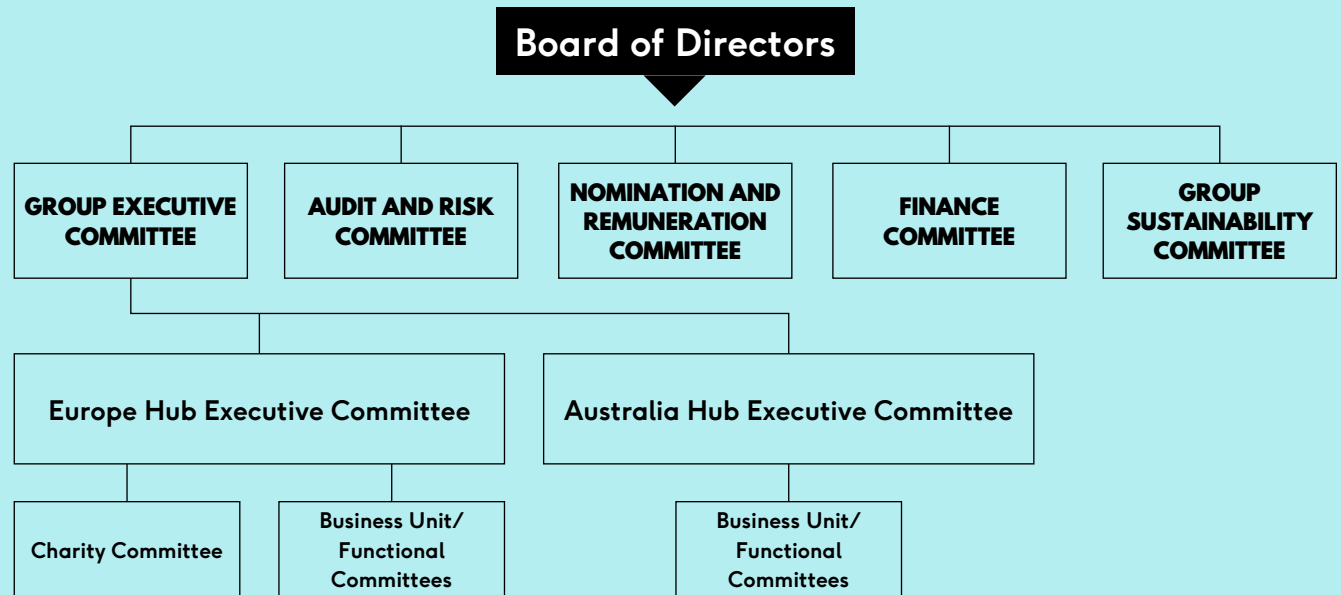 Board of Directors
GROUP EXECUTIVE
COMMITTEE
AUDIT AND RISK
COMMITTEE
NOMINATION AND
REMUNERATION
COMMITTEE
FINANCE
COMMITTEE
GROUP
SUSTAINABILITY
COMMITTEE
Europe Hub Executive Committee
Australia Hub Executive Committee
Charity Committee
Business Unit/
Functional
Committees
Business Unit/
Functional
Committees